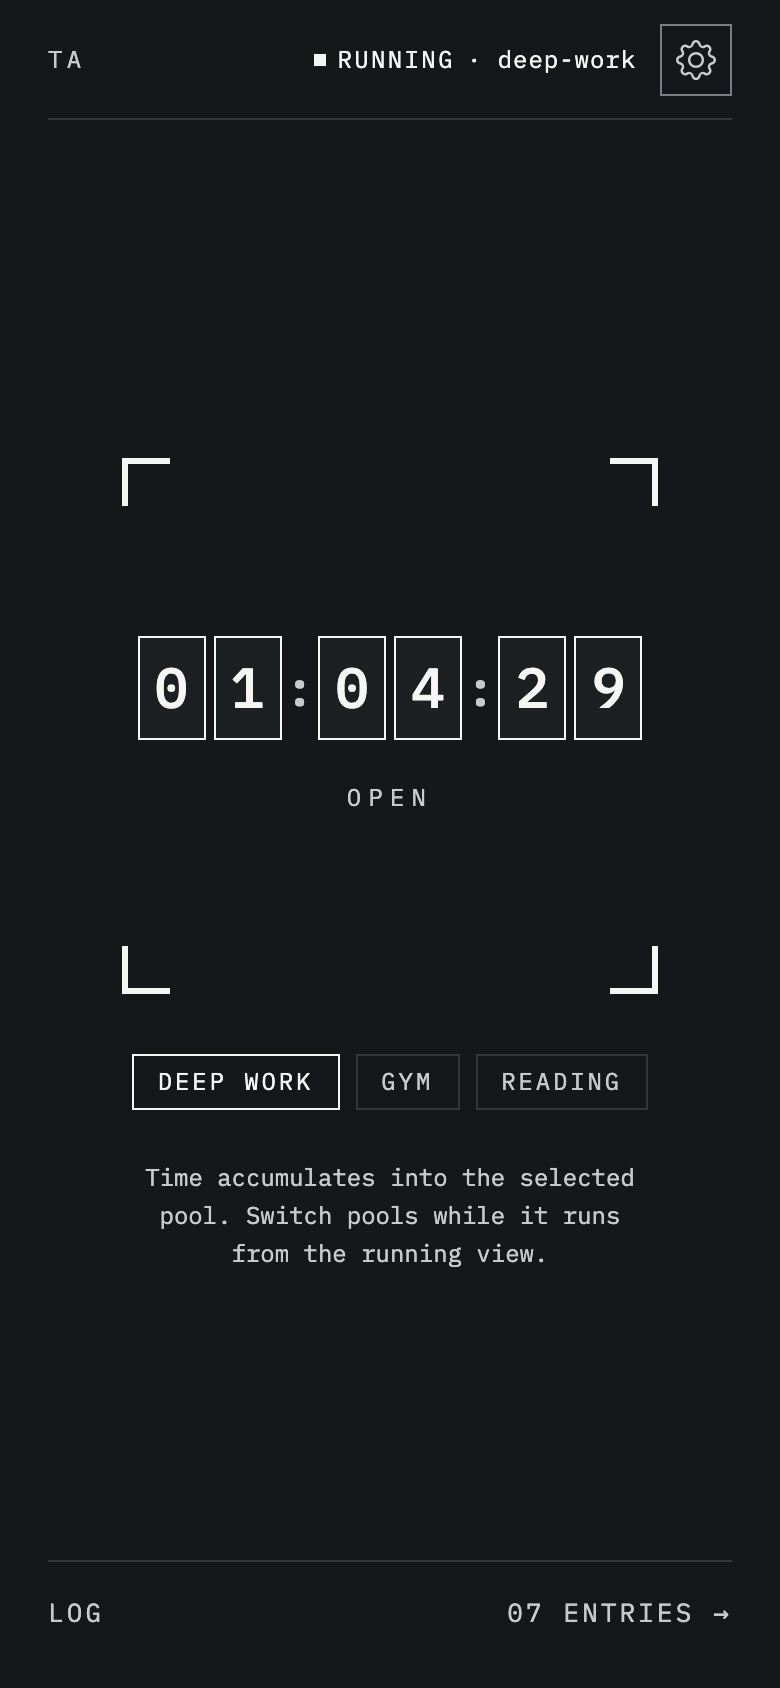 TA
RUNNING · deep-work
01:04:29
OPEN
DEEP WORK
GYM
READING
Time accumulates into the selected
pool. Switch pools while it runs
from the running view.
LOG
07 ENTRIES →